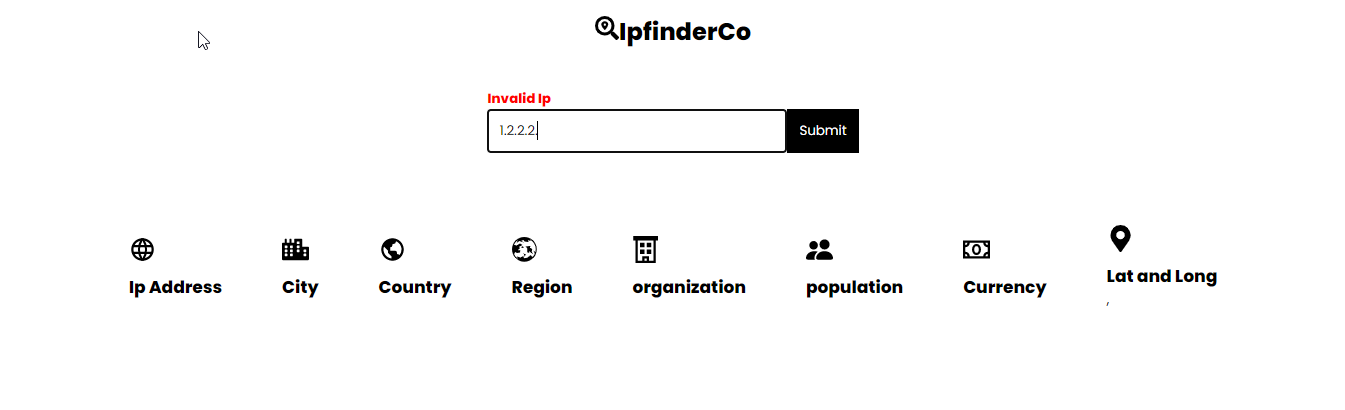 IpfinderCo
Invalid Ip
1.2.2.2.
Submit
Ip Address
City
Country
Region
organization
population
Currency
Lat and Long
,